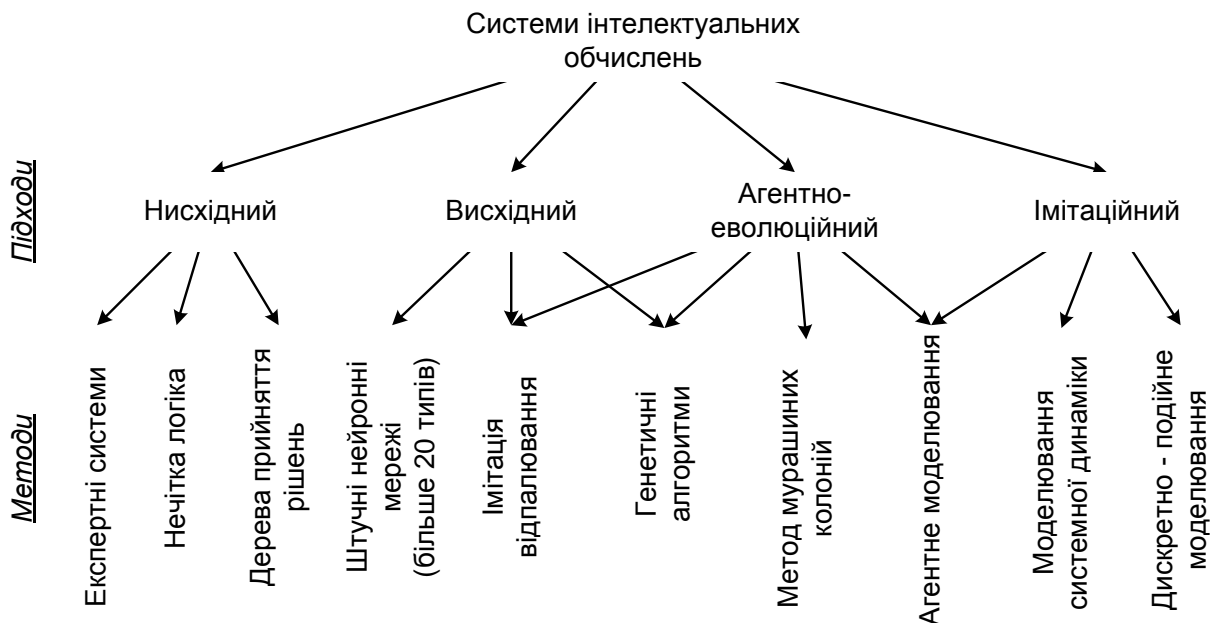 Системи інтелектуальних
обчислень
Підходи
Нисхідний
Висхідний
Агентно-
еволюційний
Імітаційний
Методи
Експертні системи
Нечітка логіка
Дерева прийняття
рішень
Штучні нейронні
мережі
(більше 20 типів)
Імітація
відпалювання
Генетичні
алгоритми
Метод мурашиних
колоній
Агентне моделювання
Моделювання
системної динаміки
Дискретно - подійне
моделювання